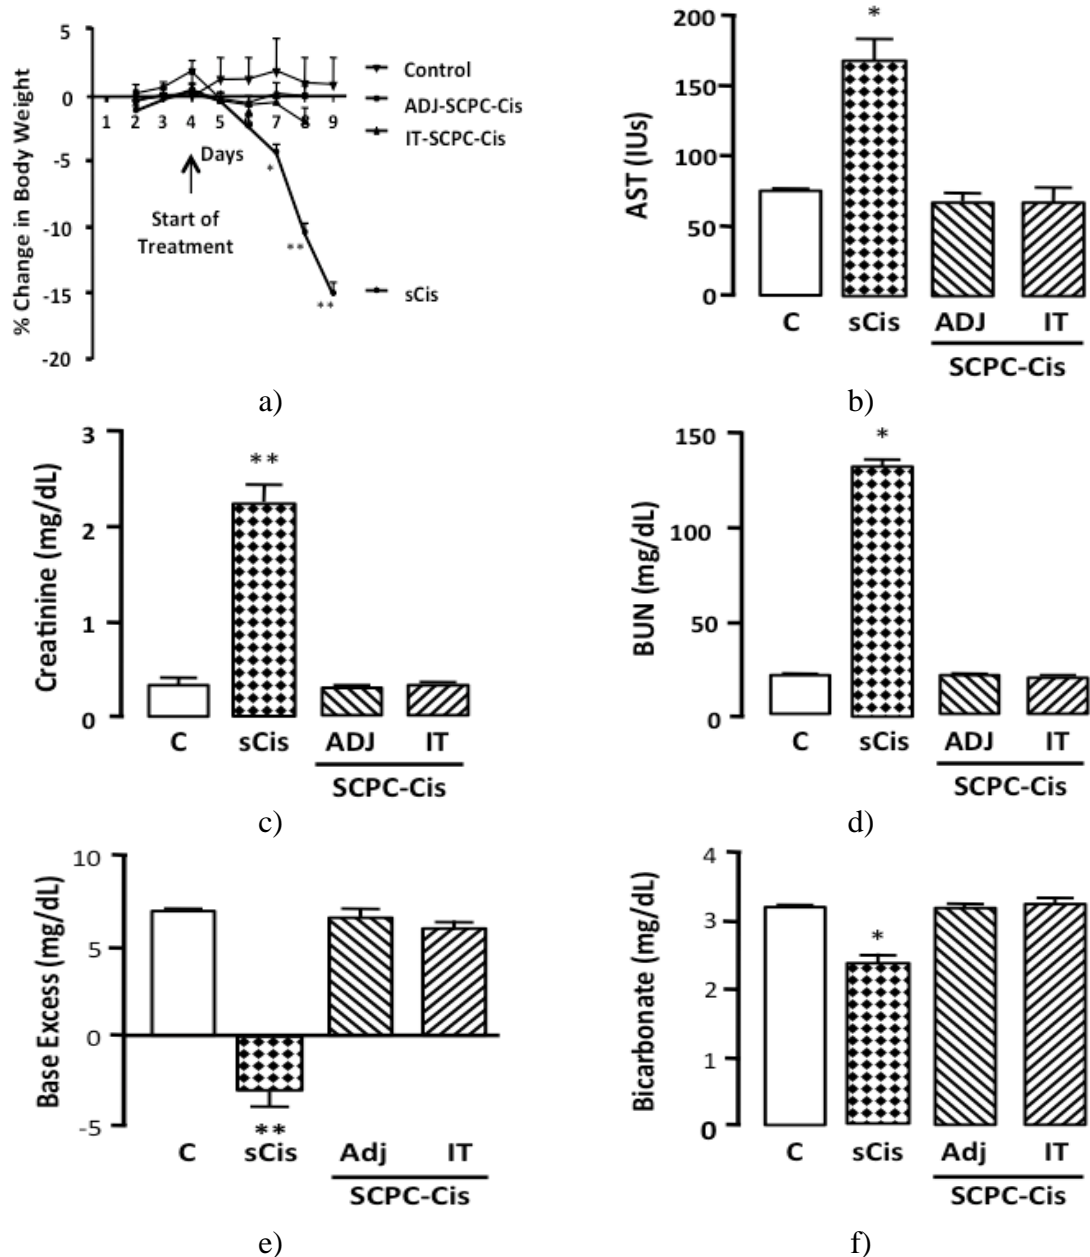 % Change in Body Weight
5
0
-5
-10
-15
-20
1 2 3 4 5 6 7 8 9
Days
Start of
Treatment
*
**
**
Control
ADJ-SCPC-Cis
IT-SCPC-Cis
sCis
a)
AST (IUs)
200
150
100
50
0
*
C sCis ADJ IT
SCPC-Cis
b)
Creatinine (mg/dL)
3
2
1
0
**
C sCis ADJ IT
SCPC-Cis
c)
BUN (mg/dL)
150
100
50
0
*
C sCis ADJ IT
SCPC-Cis
d)
Base Excess (mg/dL)
10
5
0
-5
**
C sCis Adj IT
SCPC-Cis
e)
Bicarbonate (mg/dL)
4
3
2
1
0
*
C sCis Adj IT
SCPC-Cis
f)